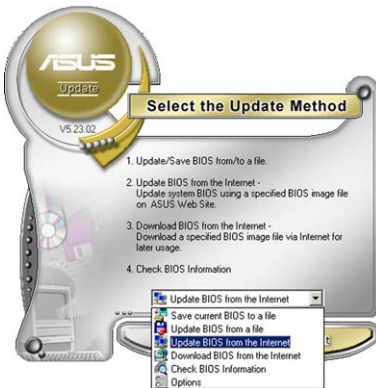 ASUS
Update
V5.23.02
Select the Update Method
1. Update/Save BIOS from/to a file.
2. Update BIOS from the Internet -
Update system BIOS using a specified BIOS image file
on ASUS Web Site.
3. Download BIOS from the Internet -
Download a specified BIOS image file via Internet for
later usage.
4. Check BIOS Information
Update BIOS from the Internet
Save current BIOS to a file
Update BIOS from a file
Update BIOS from the Internet
Download BIOS from the Internet
Check BIOS Information
Options